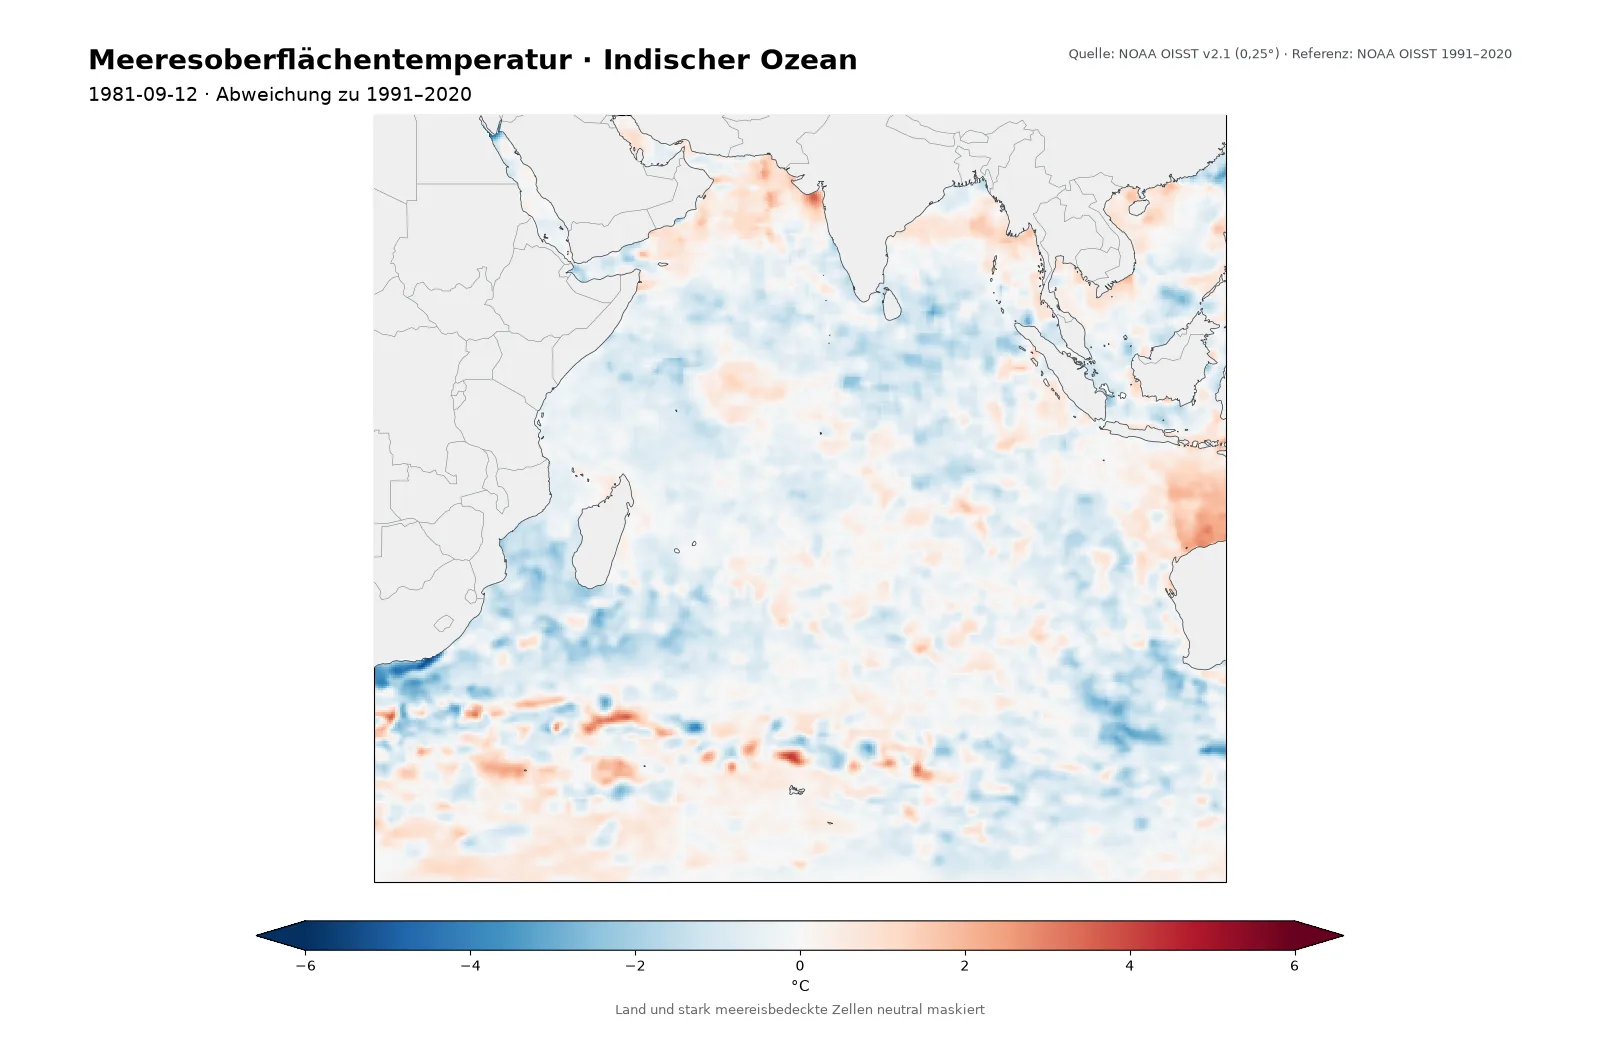 Meeresoberflächentemperatur · Indischer Ozean
Quelle: NOAA OISST v2.1 (0,25°) · Referenz: NOAA OISST 1991–2020
1981-09-12 · Abweichung zu 1991–2020
−6 −4 −2 0 2 4 6
°C
Land und stark meereisbedeckte Zellen neutral maskiert